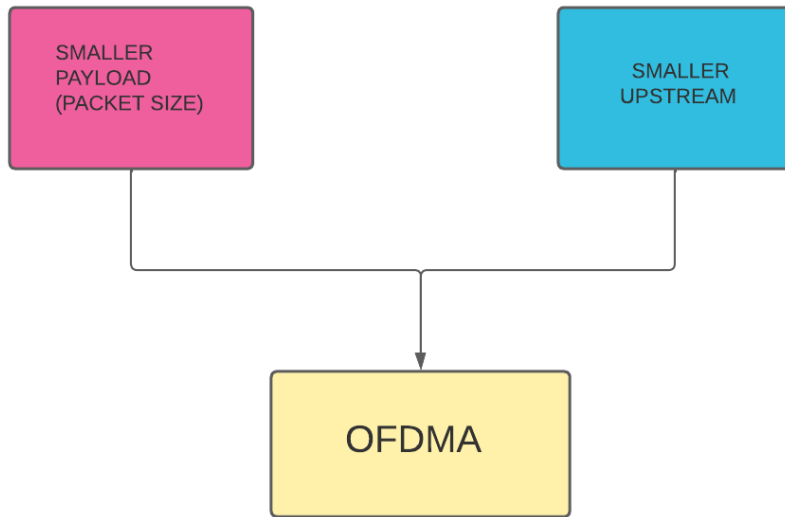 SMALLER
PAYLOAD
(PACKET SIZE)
SMALLER
UPSTREAM
OFDMA